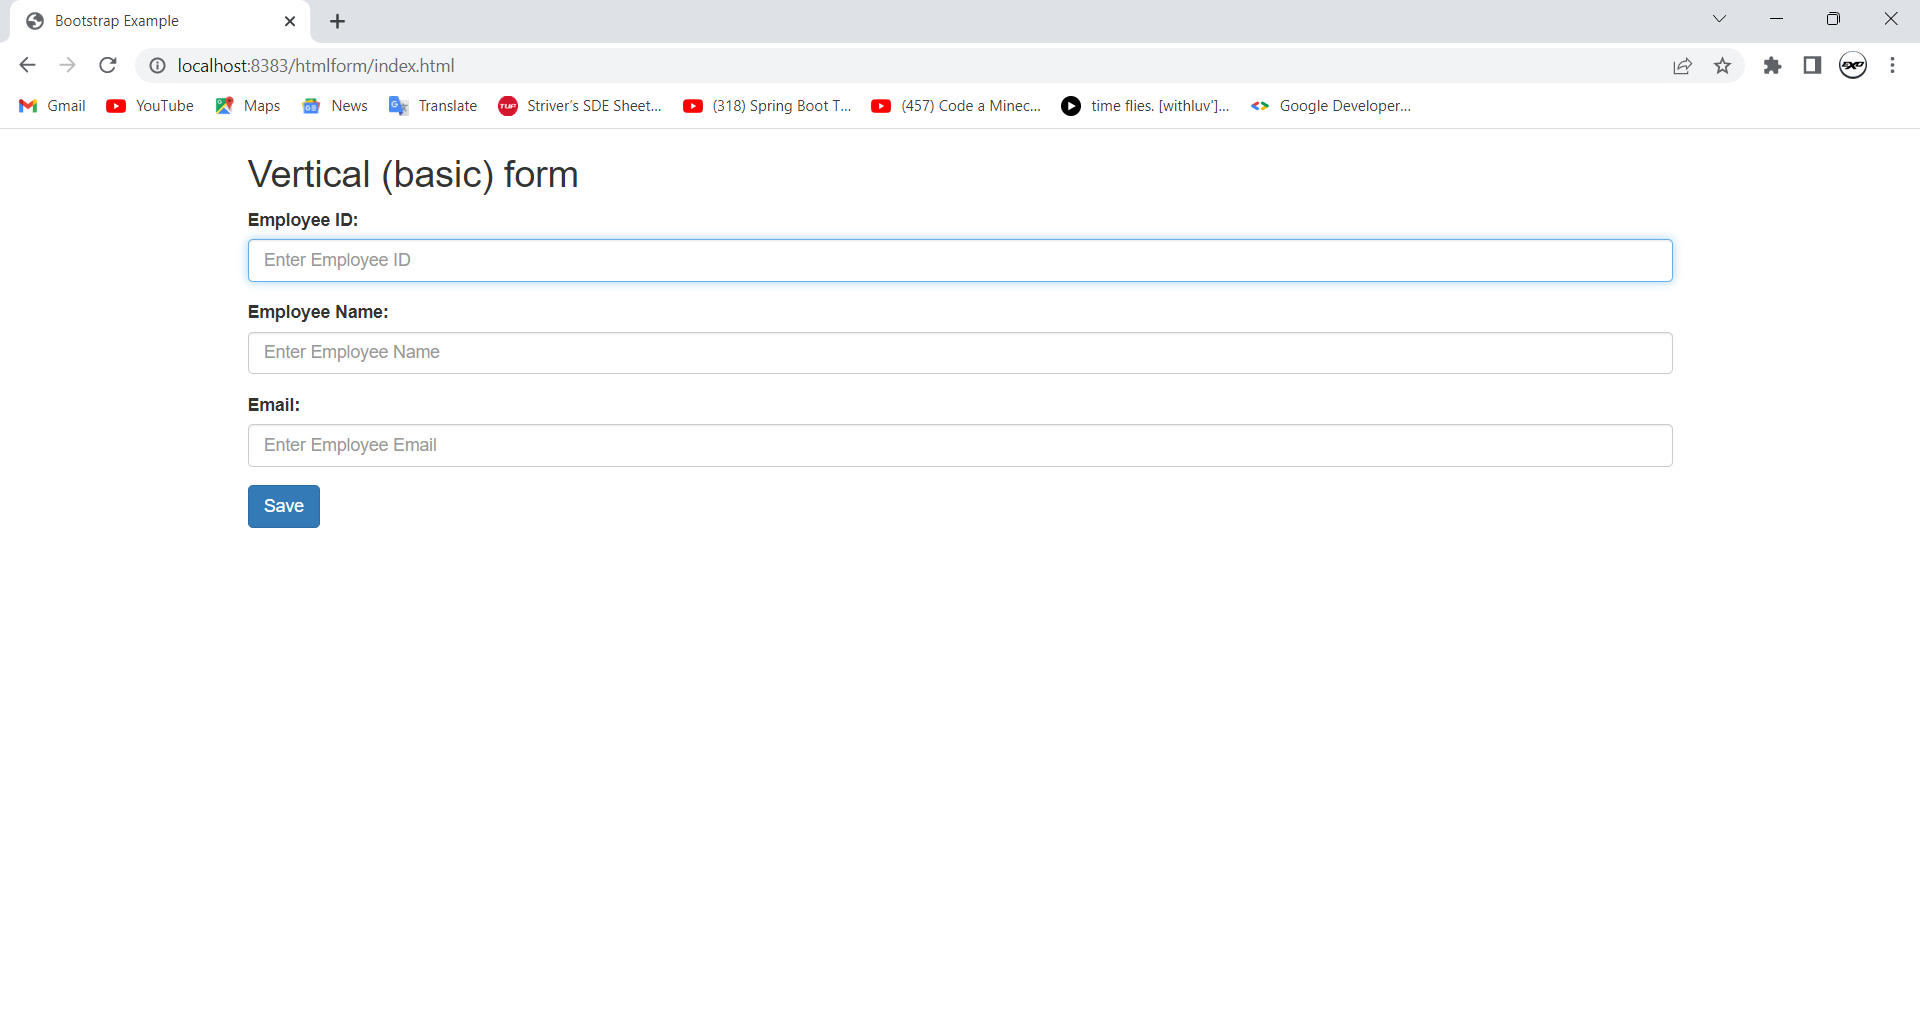 Bootstrap Example
localhost:8383/htmlform/index.html
Gmail YouTube Maps News Translate Striver's SDE Sheet... (318) Spring Boot T... (457) Code a Minec... time flies. [withluv']... Google Developer...
Vertical (basic) form
Employee ID:
Enter Employee ID
Employee Name:
Enter Employee Name
Email:
Enter Employee Email
Save